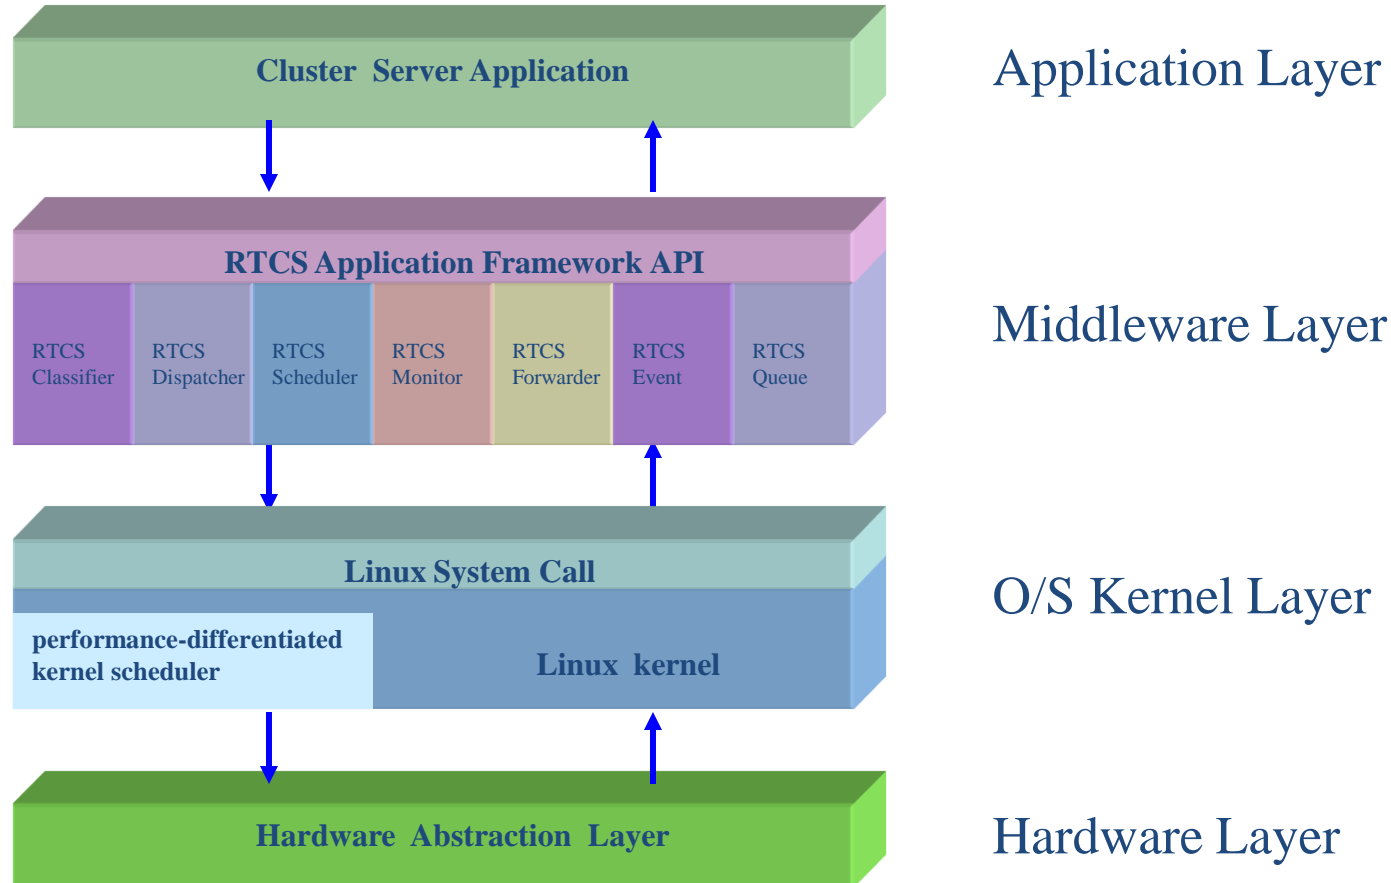 Cluster Server Application
Application Layer
RTCS Application Framework API
Middleware Layer
RTCS
Classifier
RTCS
Dispatcher
RTCS
Scheduler
RTCS
Monitor
RTCS
Forwarder
RTCS
Event
RTCS
Queue
Linux System Call
O/S Kernel Layer
performance-differentiated
kernel scheduler
Linux kernel
Hardware Abstraction Layer
Hardware Layer